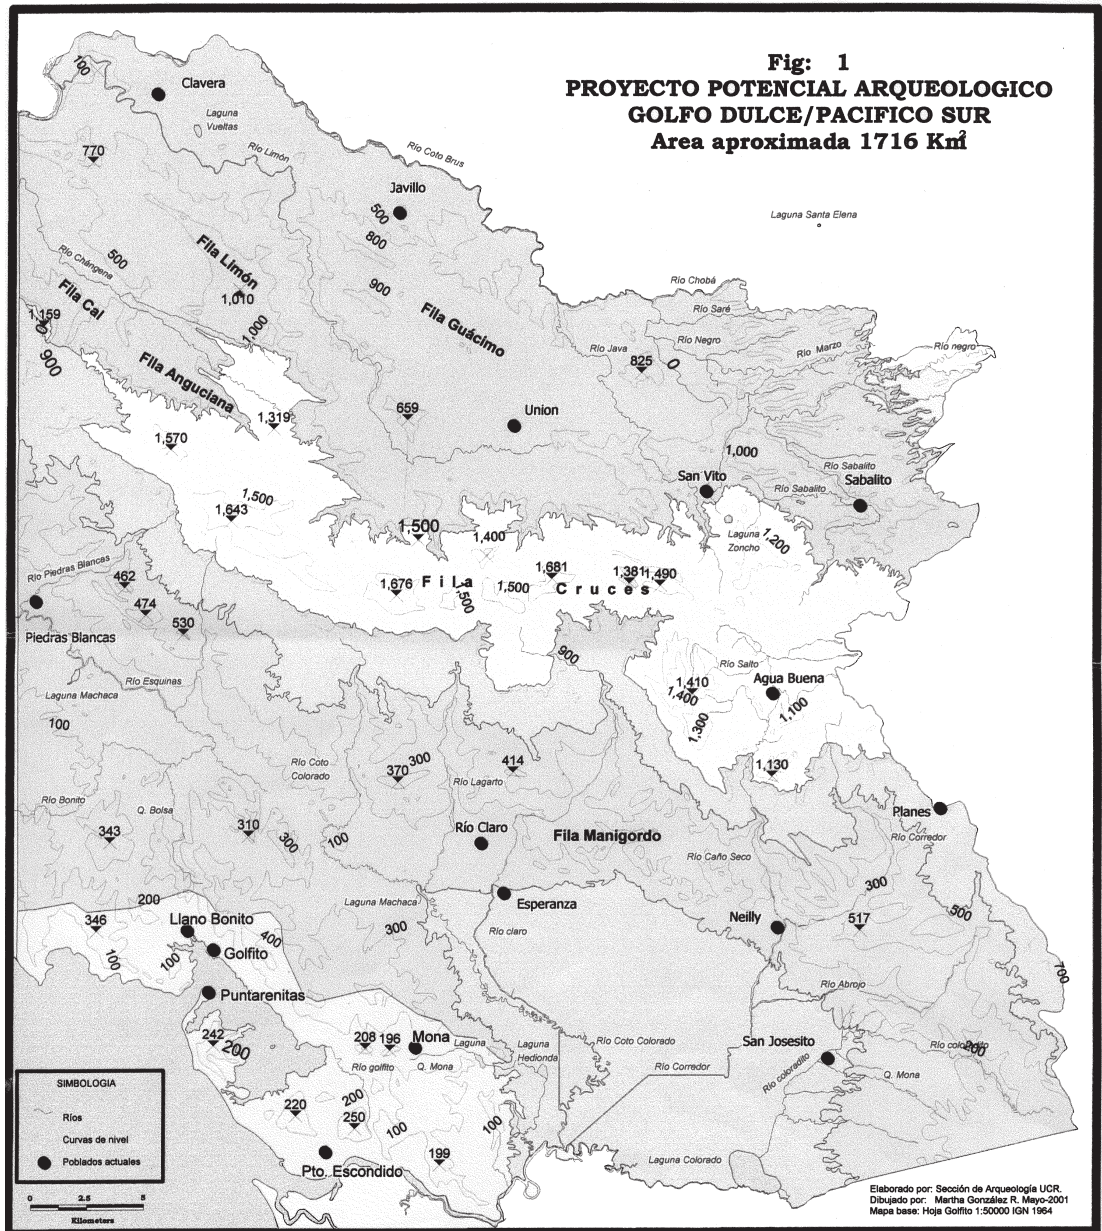 Fig: 1
PROYECTO POTENCIAL ARQUEOLOGICO
GOLFO DULCE/PACIFICO SUR
Area aproximada 1716 Km²
100
Clavera
Laguna
Vueltas
Río Limón
Río Coto Brus
770
Javillo
500
800
900
Laguna Santa Elena
500
Río Chángena
Fila Limón
1,010
1,000
Fila Cal
1,159
0
900
Fila Anguciana
Fila Guácimo
Río Chobá
Río Saré
Río Negro
Río Java
825
0
Río Marzo
Río negro
1,319
659
Union
1,570
1,000
San Vito
Río Sabalito
Sabalito
Río Sabalito
1,500
1,643
1,500
1,400
Laguna
Zoncho
1,200
Río Piedras Blancas
462
474
530
Piedras Blancas
1,676
Fila
1,500
1,500
1,681
Cruces
1,381
1,490
900
Río Salto
1,410
1,400
1,300
Agua Buena
1,100
1,130
Río Esquinas
Laguna Machaca
100
Río Coto
Colorado
370
300
414
Río Lagarto
Río Bonito
Q. Bolsa
343
310
300
100
Río Claro
Fila Manigordo
Planes
Río Corredor
Río Caño Seco
300
500
200
Laguna Machaca
300
Esperanza
Río claro
Neilly
517
346
100
Llano Bonito
100
Golfito
400
Puntarenitas
700
Río Abrojo
242
200
208
196
Mona
Laguna
Laguna
Hedionda
Río golfito
Q. Mona
Río Coto Colorado
Río Corredor
San Josesito
Río coloradito
Río coloradito
200
Q. Mona
220
200
250
100
100
199
Pto. Escondido
Laguna Colorado
SIMBOLOGIA
Ríos
Curvas de nivel
Poblados actuales
0 2.5 5
Kilometers
Elaborado por: Sección de Arqueología UCR.
Dibujado por: Martha González R. Mayo-2001
Mapa base: Hoja Golfito 1:50000 IGN 1964